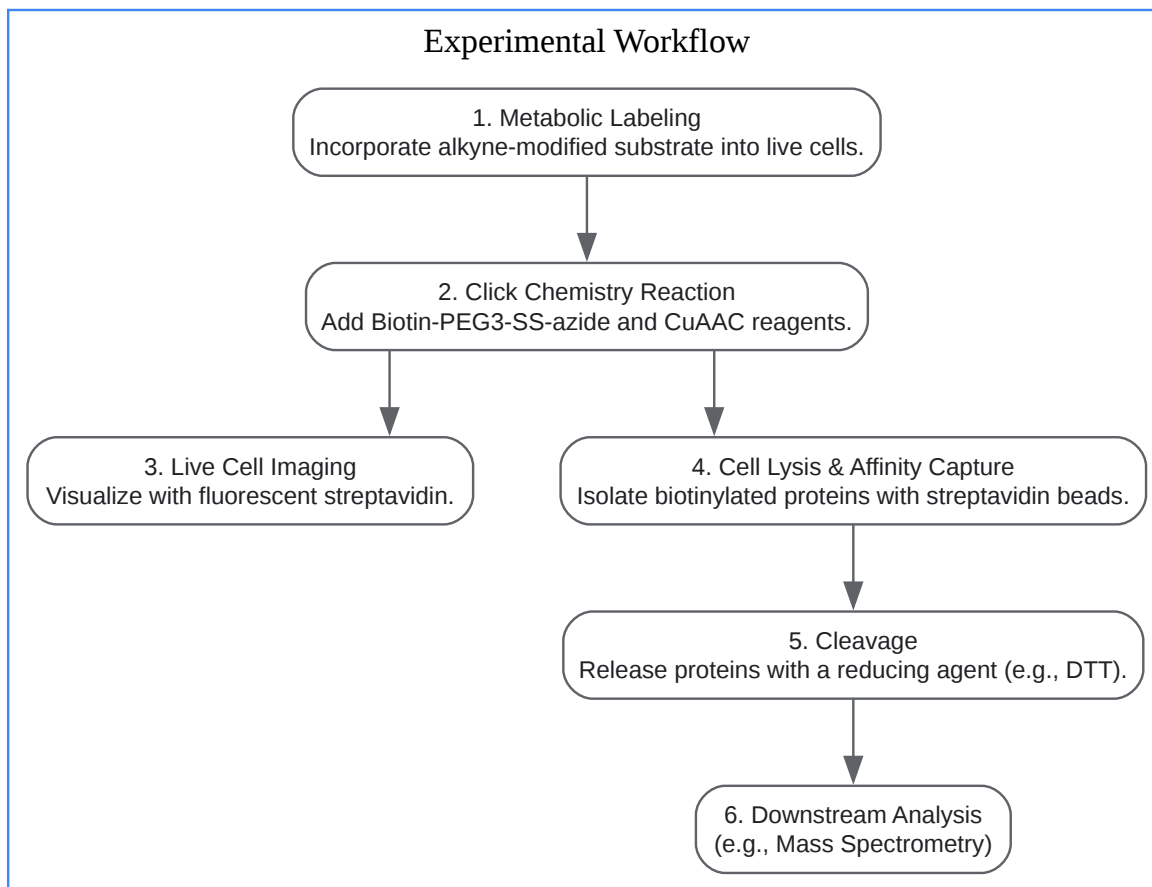 Experimental Workflow
1. Metabolic Labeling
Incorporate alkyne-modified substrate into live cells.
2. Click Chemistry Reaction
Add Biotin-PEG3-SS-azide and CuAAC reagents.
3. Live Cell Imaging
Visualize with fluorescent streptavidin.
4. Cell Lysis & Affinity Capture
Isolate biotinylated proteins with streptavidin beads.
5. Cleavage
Release proteins with a reducing agent (e.g., DTT).
6. Downstream Analysis
(e.g., Mass Spectrometry)